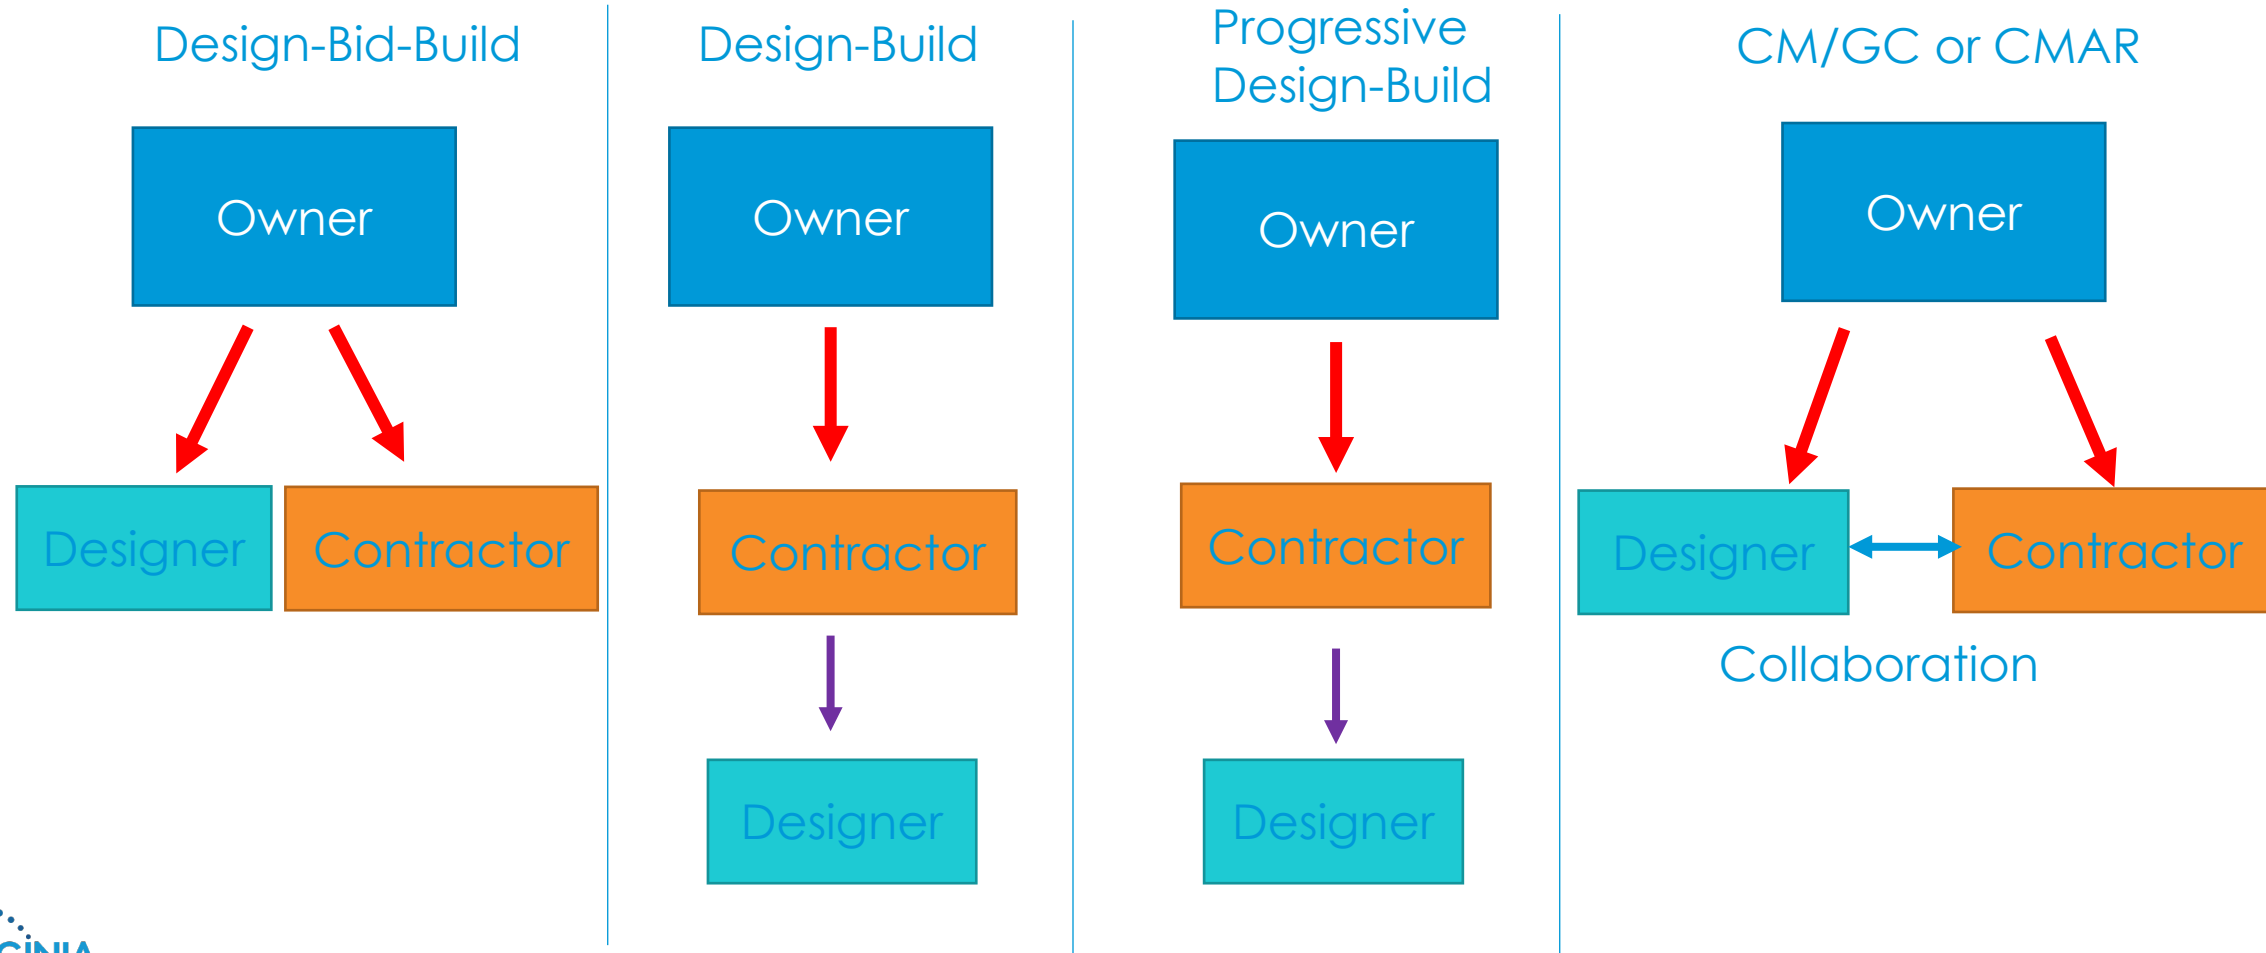 Design-Bid-Build
Owner
Designer
Contractor
Design-Build
Owner
Contractor
Designer
Progressive
Design-Build
Owner
Contractor
Designer
CM/GC or CMAR
Owner
Designer
Contractor
Collaboration